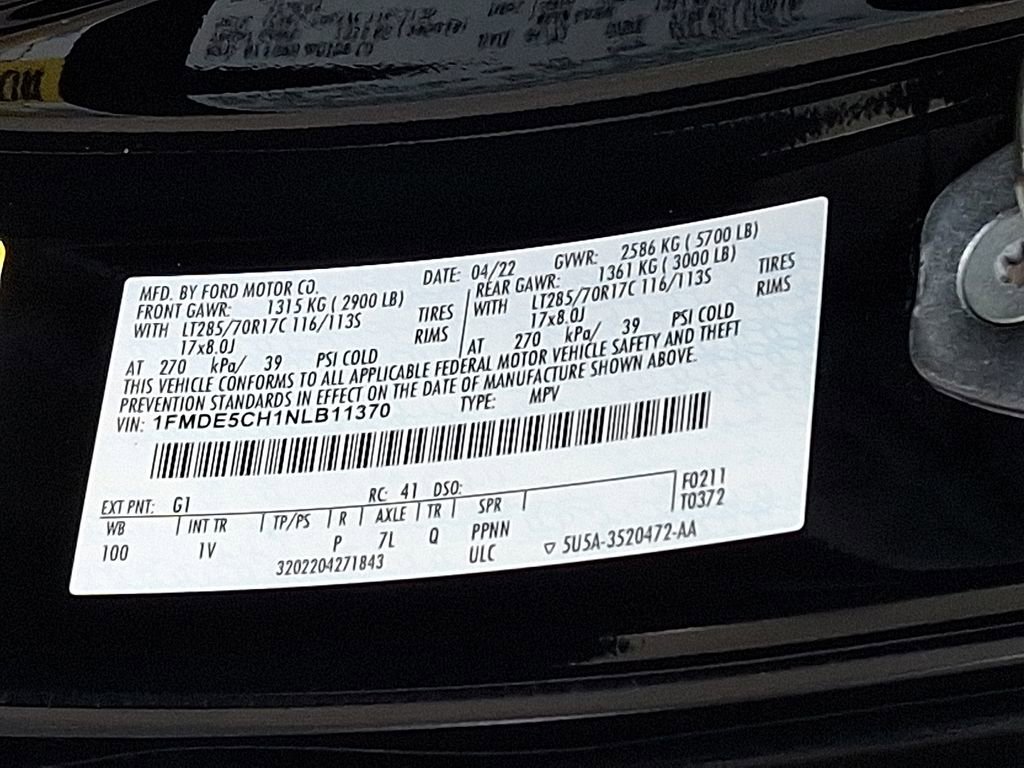 MFD. BY FORD MOTOR CO. DATE: 04/22 GVWR: 2586 KG ( 5700 LB)
FRONT GAWR: 1315 KG ( 2900 LB) REAR GAWR: 1361 KG ( 3000 LB)
WITH LT285/70R17C 116/113S TIRES WITH LT285/70R17C 116/113S TIRES
17x8.0J RIMS 17x8.0J RIMS
AT 270 kPa/ 39 PSI COLD AT 270 kPa/ 39 PSI COLD
THIS VEHICLE CONFORMS TO ALL APPLICABLE FEDERAL MOTOR VEHICLE SAFETY AND THEFT
PREVENTION STANDARDS IN EFFECT ON THE DATE OF MANUFACTURE SHOWN ABOVE.
VIN: 1FMDE5CH1NLB11370 TYPE: MPV
EXT PNT: G1 RC: 41 DSO: F0211
WB INT TR TP/PS R AXLE TR SPR T0372
100 1V P 7L Q PPNN
3202204271843 ULC ▽ 5U5A-3520472-AA